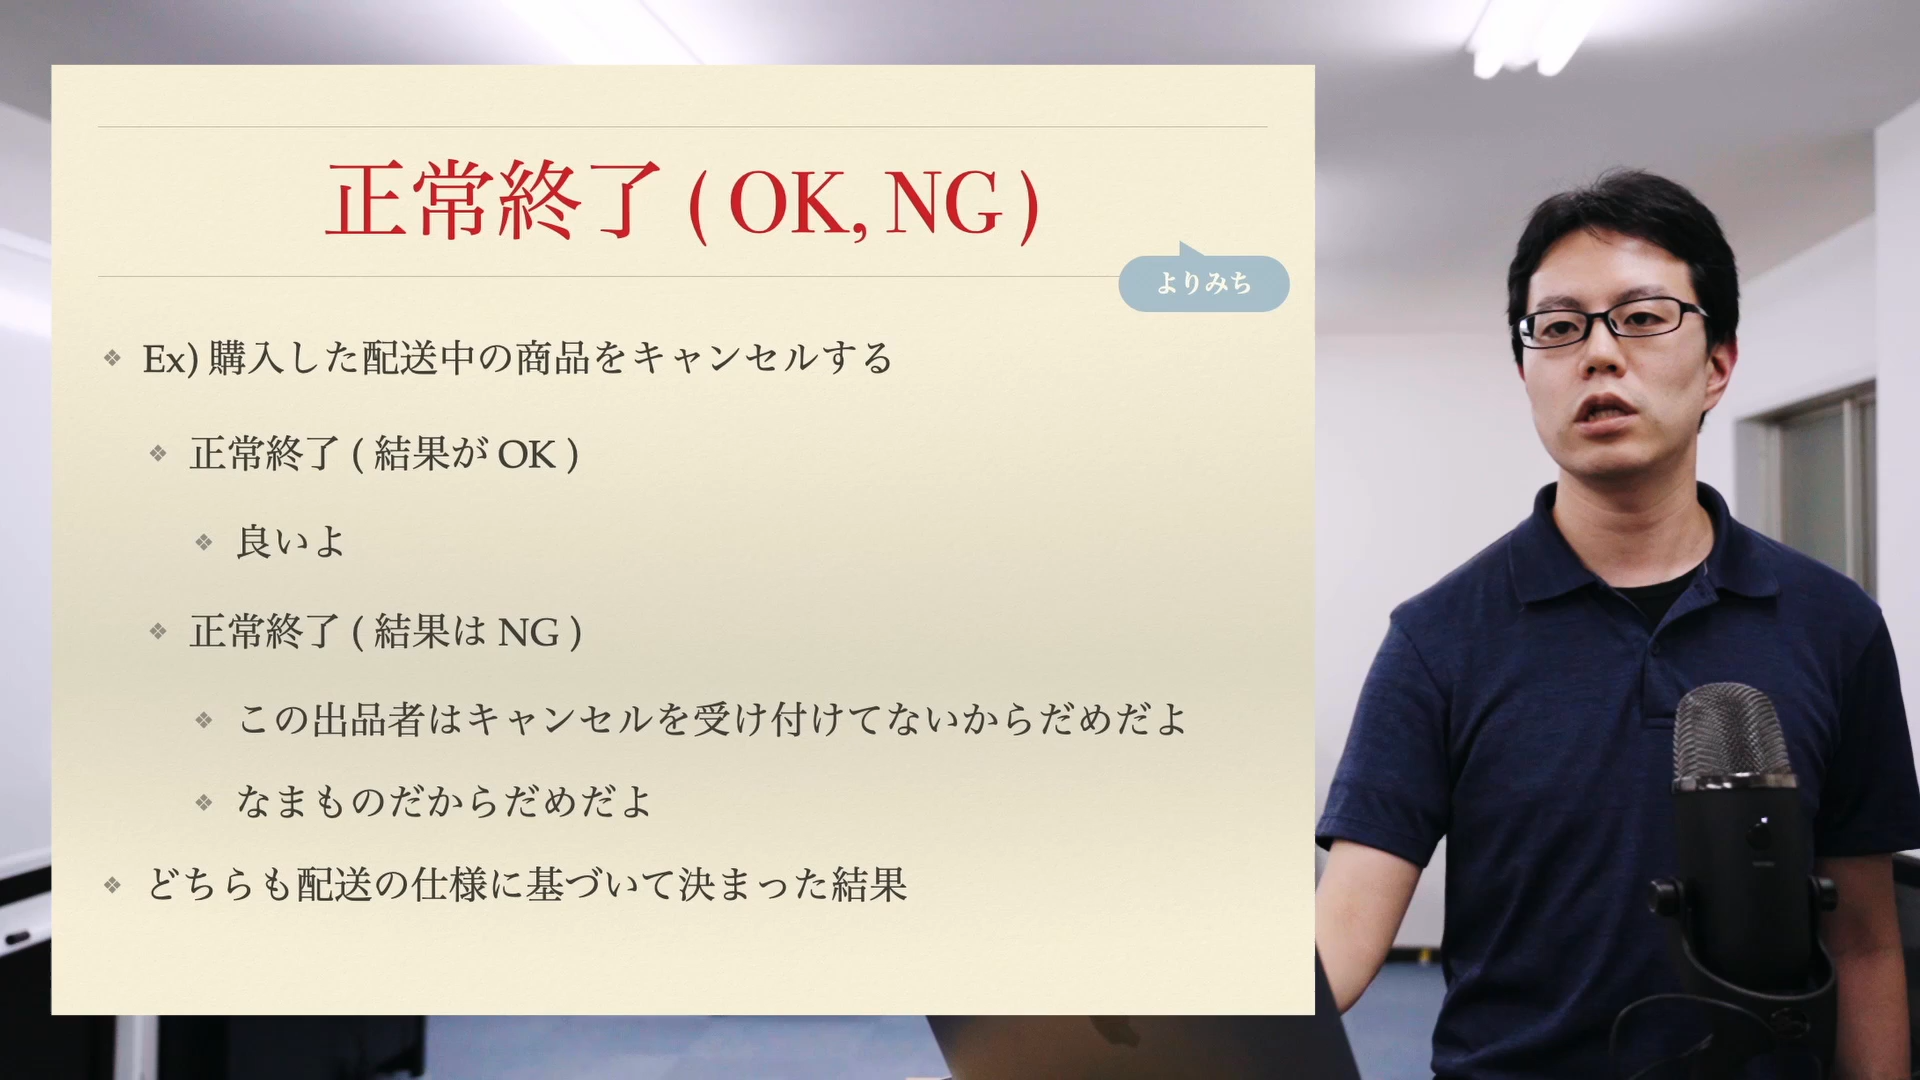 正常終了 ( OK, NG )
よりみち
Ex) 購入した配送中の商品をキャンセルする
正常終了 ( 結果が OK )
良いよ
正常終了 ( 結果は NG )
この出品者はキャンセルを受け付けてないからだめだよ
なまものだからだめだよ
どちらも配送の仕様に基づいて決まった結果